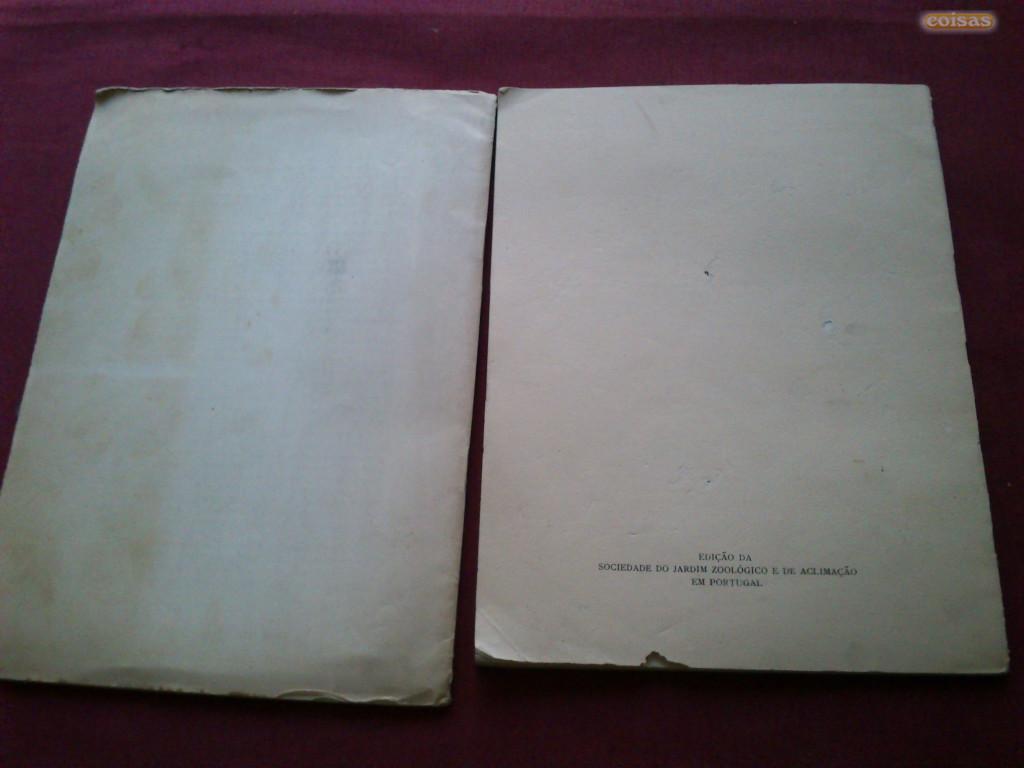 coisas
EDIÇÃO DA
SOCIEDADE DO JARDIM ZOOLÓGICO E DE ACLIMAÇÃO
EM PORTUGAL